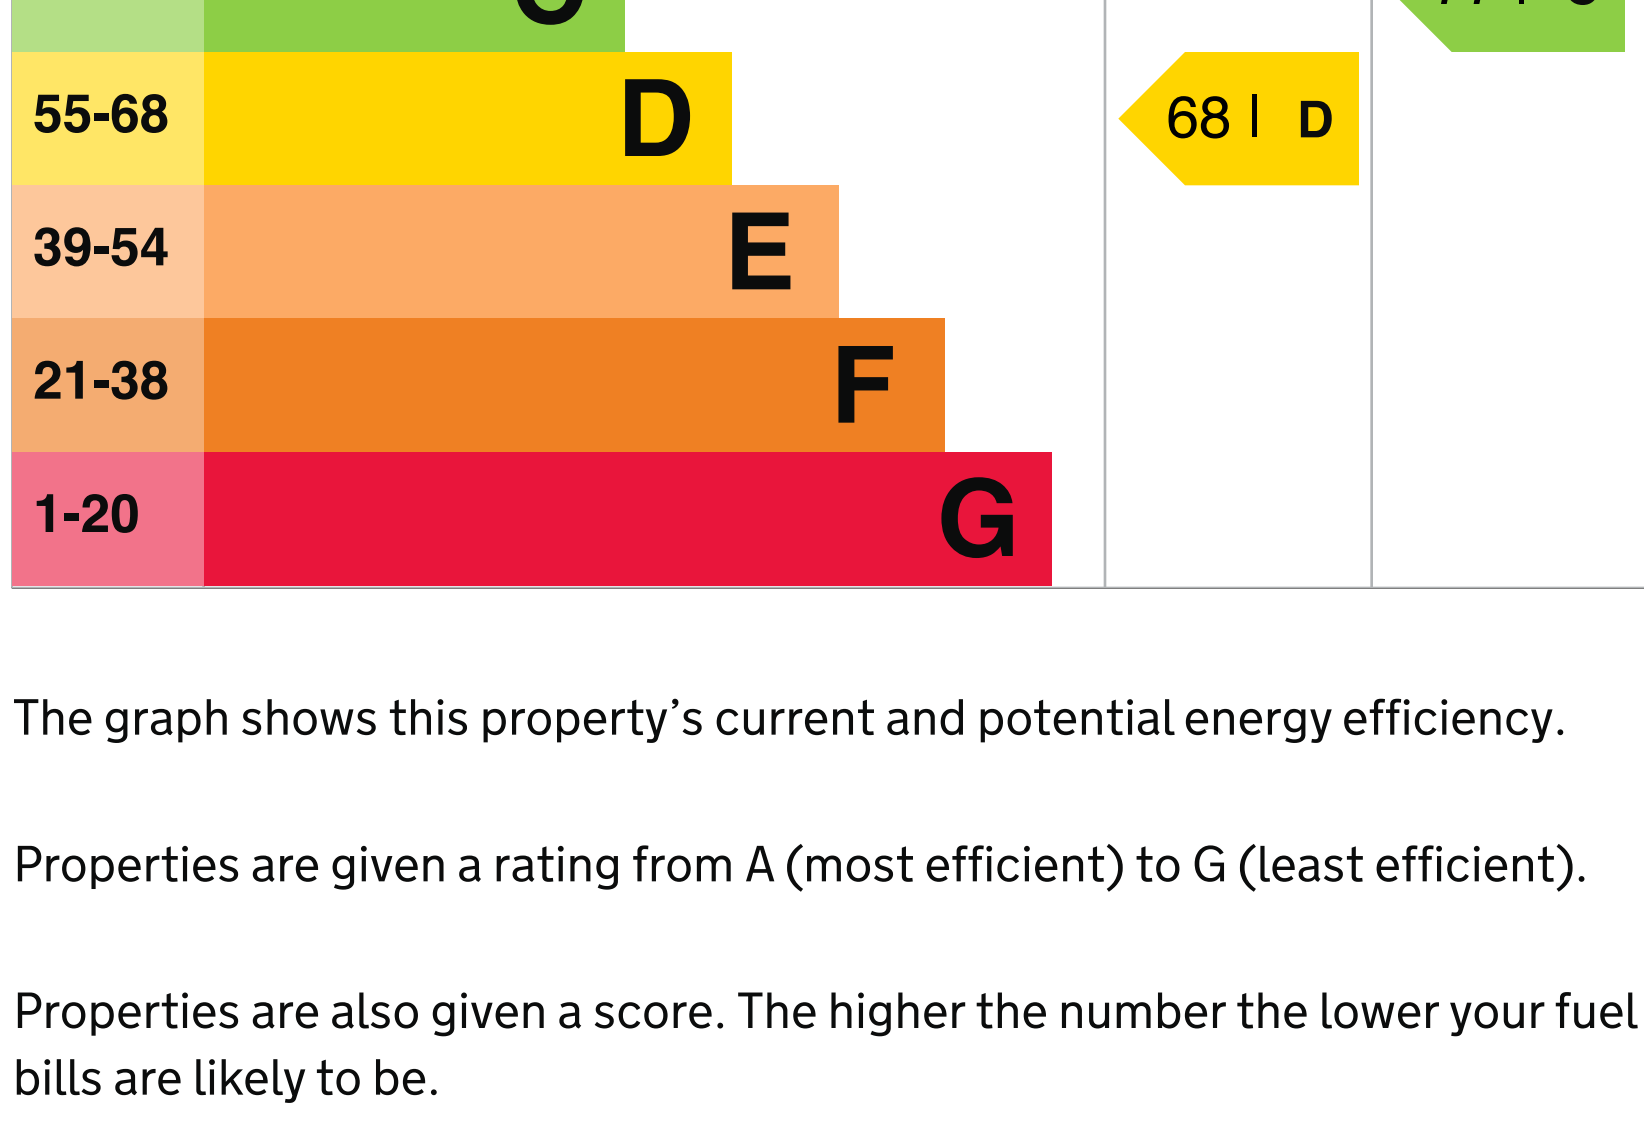 55-68 D 68 | D
39-54 E
21-38 F
1-20 G
The graph shows this property’s current and potential energy efficiency.
Properties are given a rating from A (most efficient) to G (least efficient).
Properties are also given a score. The higher the number the lower your fuel
bills are likely to be.